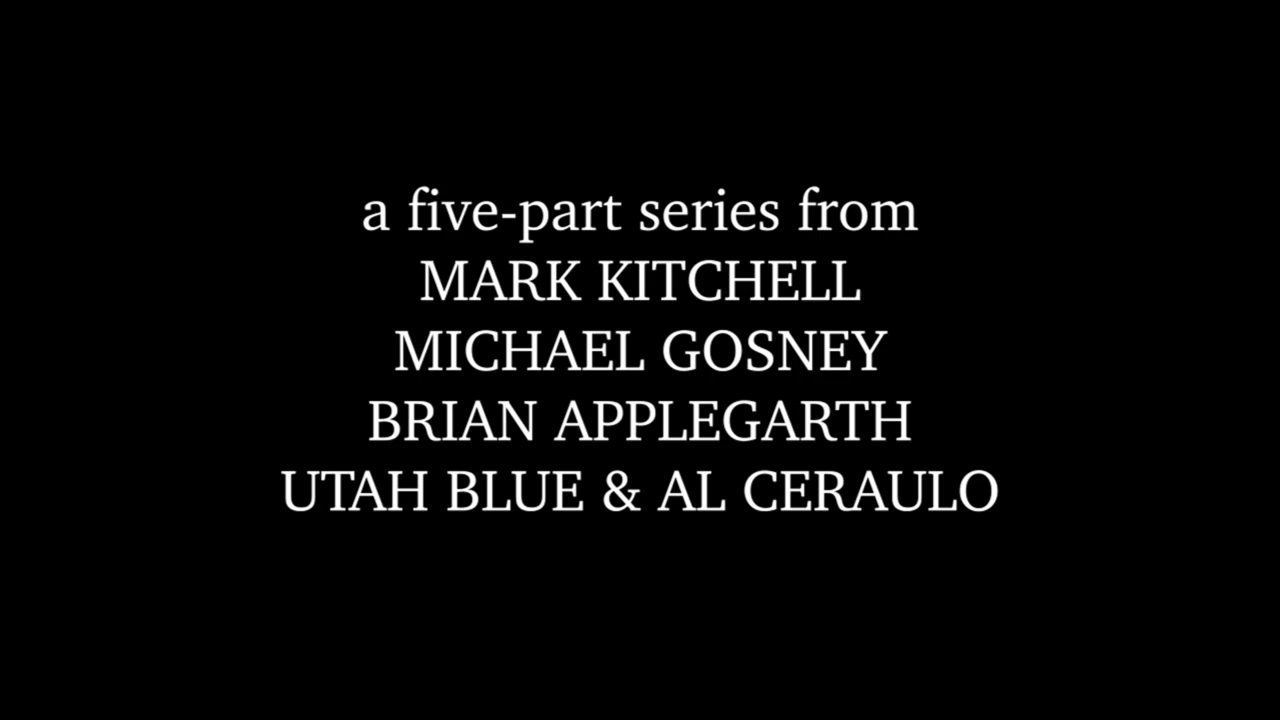 a five-part series from
MARK KITCHELL
MICHAEL GOSNEY
BRIAN APPLEGARTH
UTAH BLUE & AL CERAULO